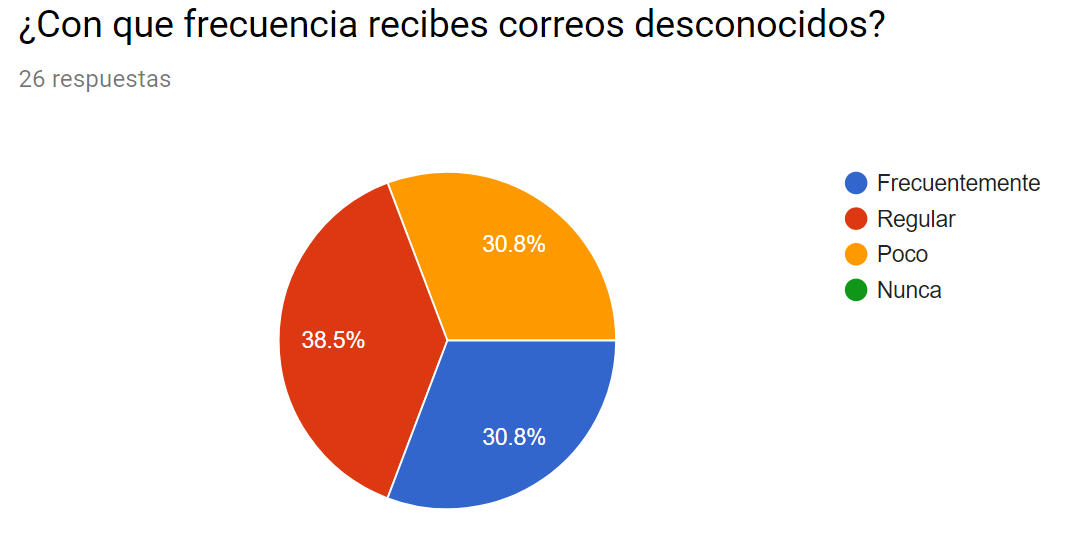 ¿Con que frecuencia recibes correos desconocidos?
26 respuestas
30.8%
38.5%
30.8%
Frecuentemente
Regular
Poco
Nunca